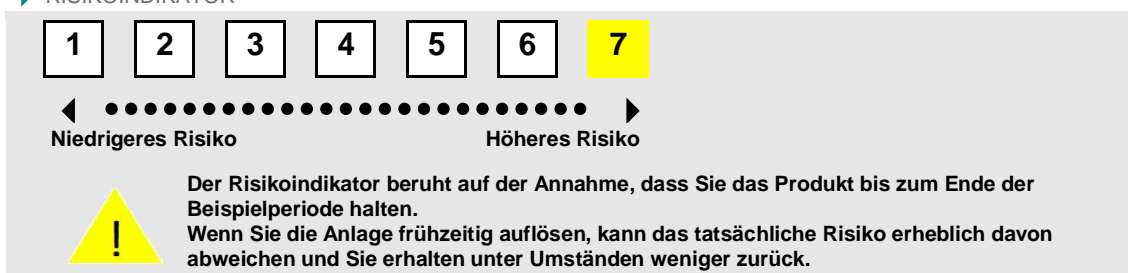 RISIKOINDIKATOR
1 2 3 4 5 6 7
Niedrigeres Risiko Höheres Risiko
Der Risikoindikator beruht auf der Annahme, dass Sie das Produkt bis zum Ende der
Beispielperiode halten.
Wenn Sie die Anlage frühzeitig auflösen, kann das tatsächliche Risiko erheblich davon
abweichen und Sie erhalten unter Umständen weniger zurück.
!